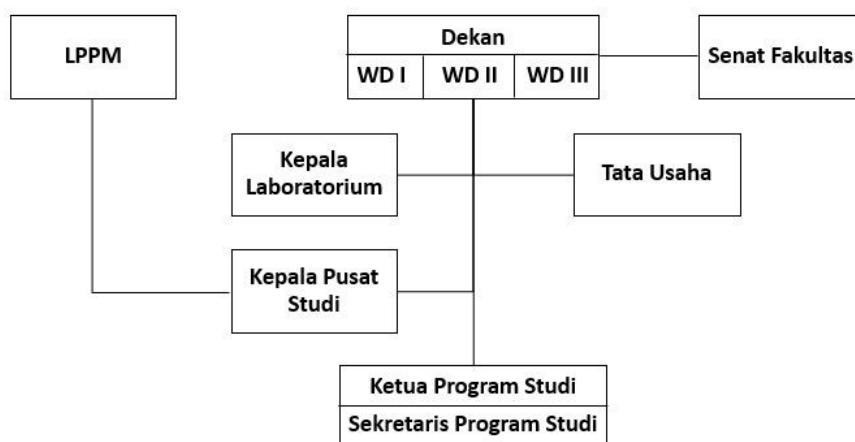 LPPM
Dekan
WD I
WD II
WD III
Senat Fakultas
Kepala
Laboratorium
Tata Usaha
Kepala Pusat
Studi
Ketua Program Studi
Sekretaris Program Studi